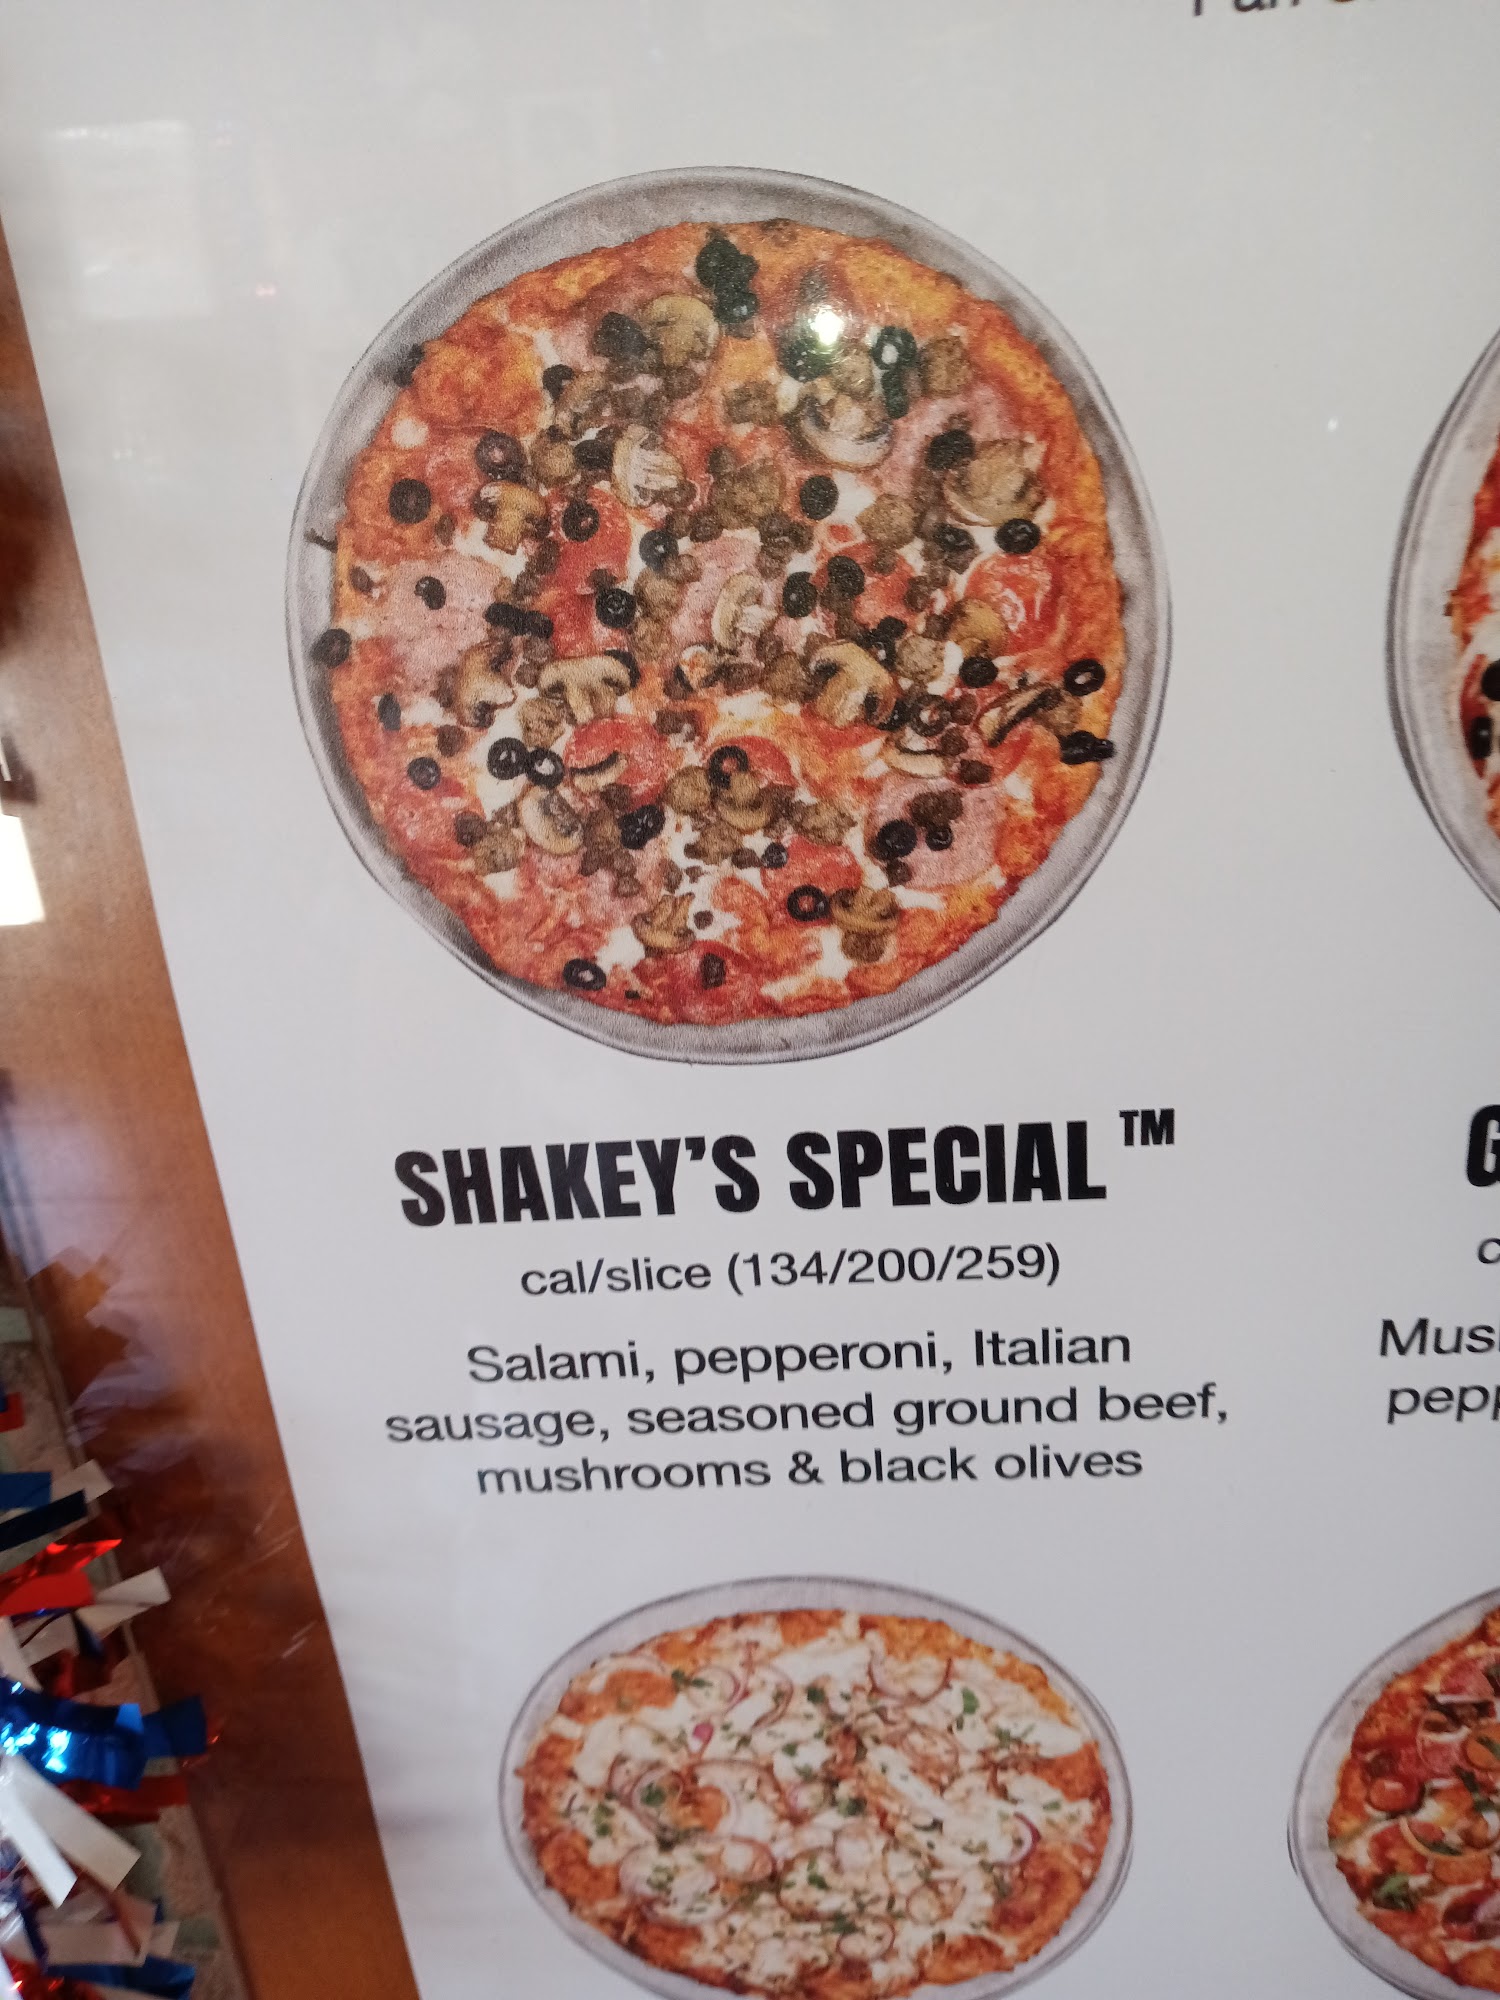 SHAKEY'S SPECIAL™
cal/slice (134/200/259)
Salami, pepperoni, Italian
sausage, seasoned ground beef,
mushrooms & black olives